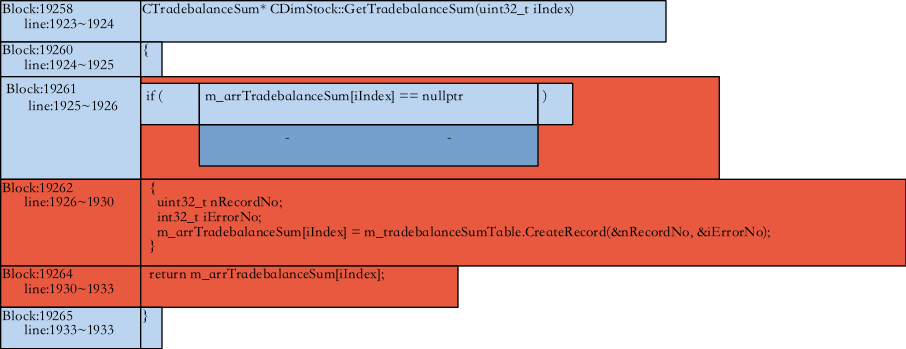 Block:19258 CTradebalanceSum* CDimStock::GetTradebalanceSum(uint32_t iIndex)
line:1923~1924
Block:19260 {
line:1924~1925
Block:19261
if ( m_arrTradebalanceSum[iIndex] == nullptr )
line:1925~1926
- -
Block:19262 {
line:1926~1930 uint32_t nRecordNo;
int32_t iErrorNo;
m_arrTradebalanceSum[iIndex] = m_tradebalanceSumTable.CreateRecord(&nRecordNo, &iErrorNo);
}
Block:19264 return m_arrTradebalanceSum[iIndex];
line:1930~1933
Block:19265 }
line:1933~1933